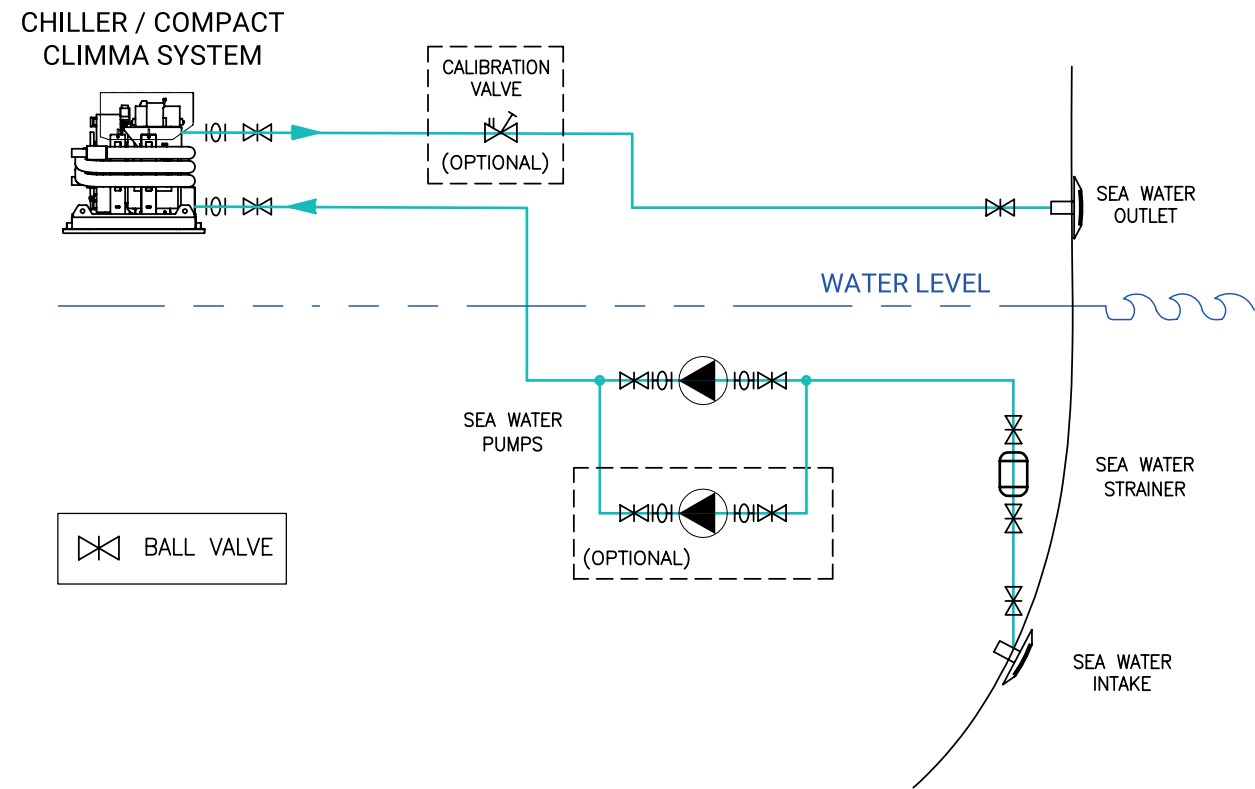 CHILLER / COMPACT
CLIMMA SYSTEM
CALIBRATION
VALVE
(OPTIONAL)
SEA WATER
OUTLET
WATER LEVEL
SEA WATER
PUMPS
(OPTIONAL)
SEA WATER
STRAINER
BALL VALVE
SEA WATER
INTAKE